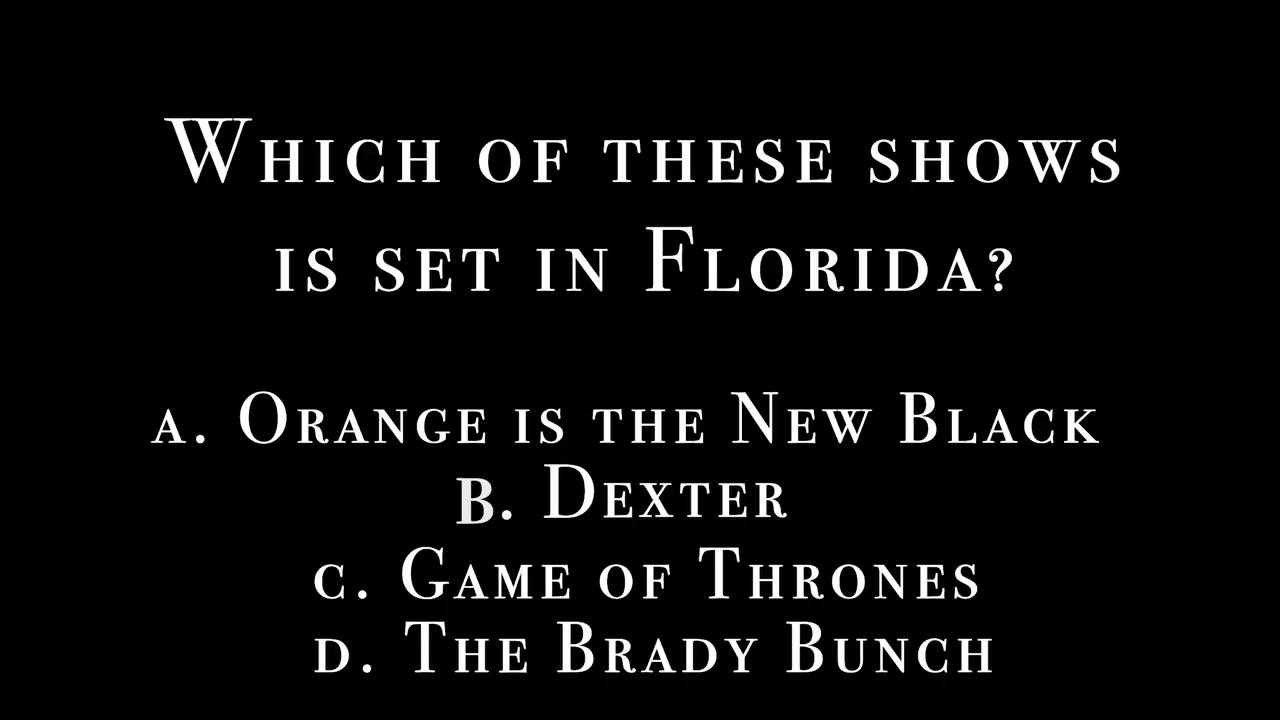 Which of these shows
is set in Florida?
a. Orange is the New Black
B. Dexter
c. Game of Thrones
d. The Brady Bunch